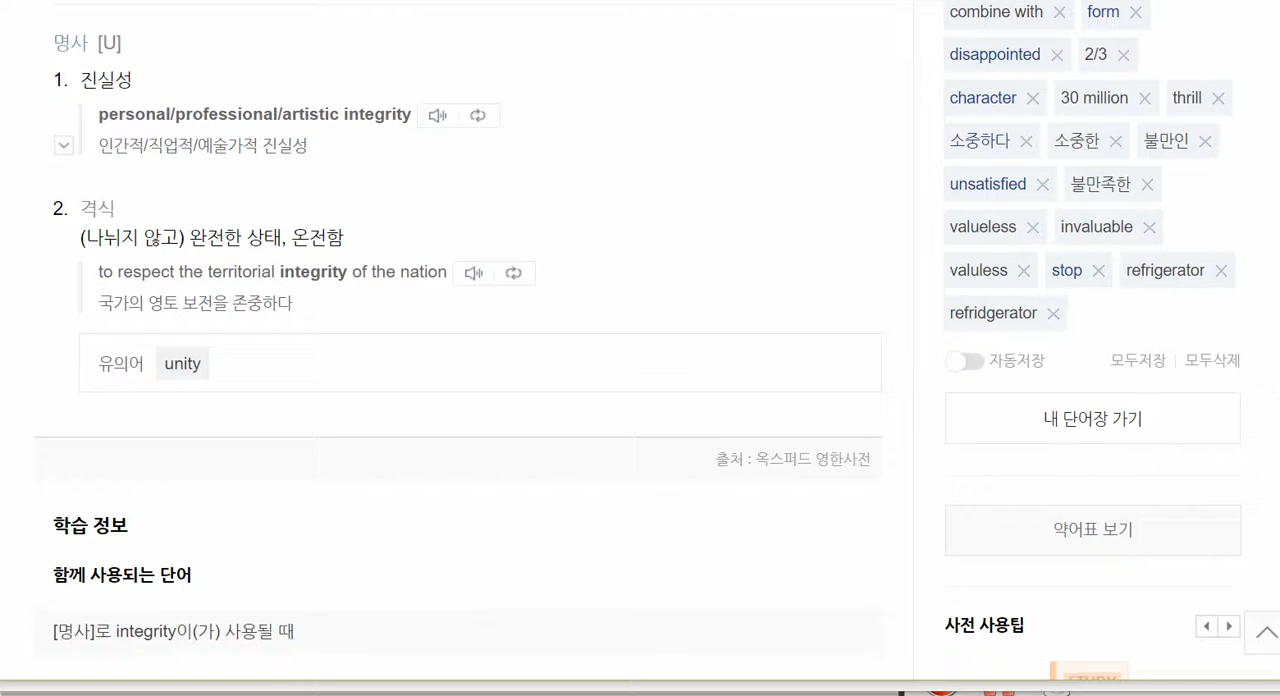 명사 [U]
1. 진실성
personal/professional/artistic integrity
인간적/직업적/예술가적 진실성
2. 격식
(나뉘지 않고) 완전한 상태, 온전함
to respect the territorial integrity of the nation
국가의 영토 보전을 존중하다
유의어 unity
출처 : 옥스퍼드 영한사전
학습 정보
함께 사용되는 단어
[명사]로 integrity이(가) 사용될 때
combine with form
disappointed 2/3
character 30 million thrill
소중하다 소중한 불만인
unsatisfied 불만족한
valueless invaluable
valuless stop refrigerator
refridgerator
자동저장 모두저장 모두삭제
내 단어장 가기
약어표 보기
사전 사용팁
STUDY